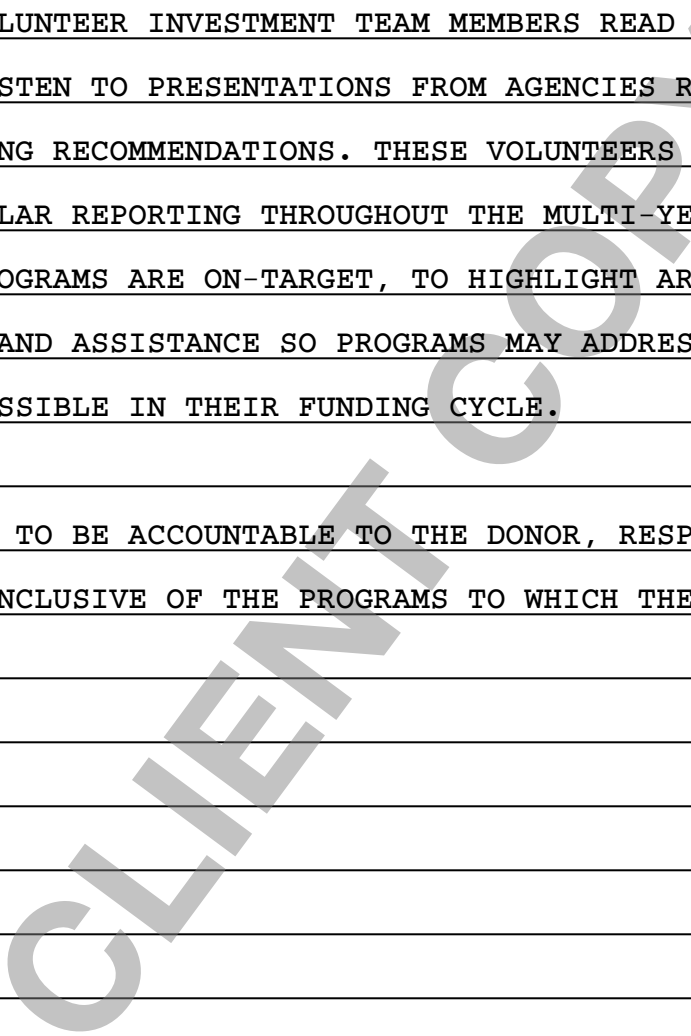 LUNTEER INVESTMENT TEAM MEMBERS READ
STEN TO PRESENTATIONS FROM AGENCIES R
NG RECOMMENDATIONS. THESE VOLUNTEERS
LAR REPORTING THROUGHOUT THE MULTI-YE
OGRAMS ARE ON-TARGET, TO HIGHLIGHT AR
AND ASSISTANCE SO PROGRAMS MAY ADDRES
SSIBLE IN THEIR FUNDING CYCLE.
TO BE ACCOUNTABLE TO THE DONOR, RESP
NCLUSIVE OF THE PROGRAMS TO WHICH THE
CLIENT COP